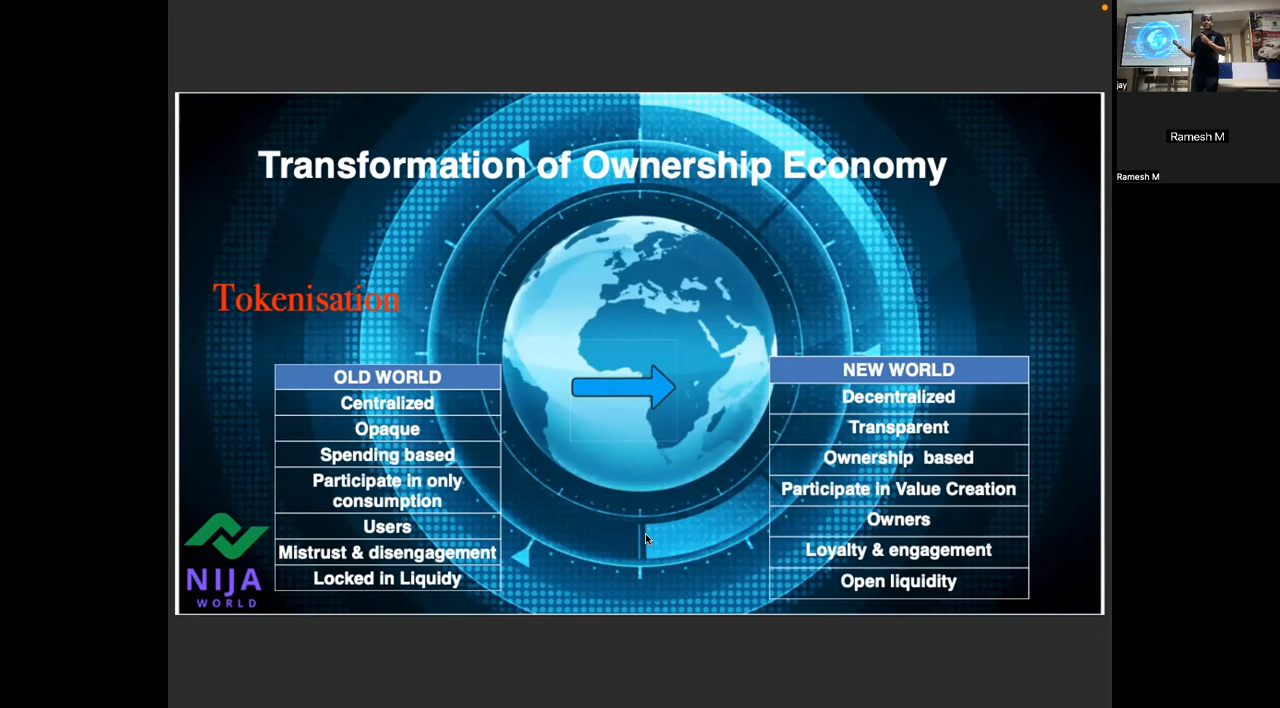 Transformation of Ownership Economy
Tokenisation
OLD WORLD
Centralized
Opaque
Spending based
Participate in only
consumption
Users
Mistrust & disengagement
Locked in Liquidy
NEW WORLD
Decentralized
Transparent
Ownership based
Participate in Value Creation
Owners
Loyalty & engagement
Open liquidity
NIJA
WORLD
jay
Ramesh M
Ramesh M